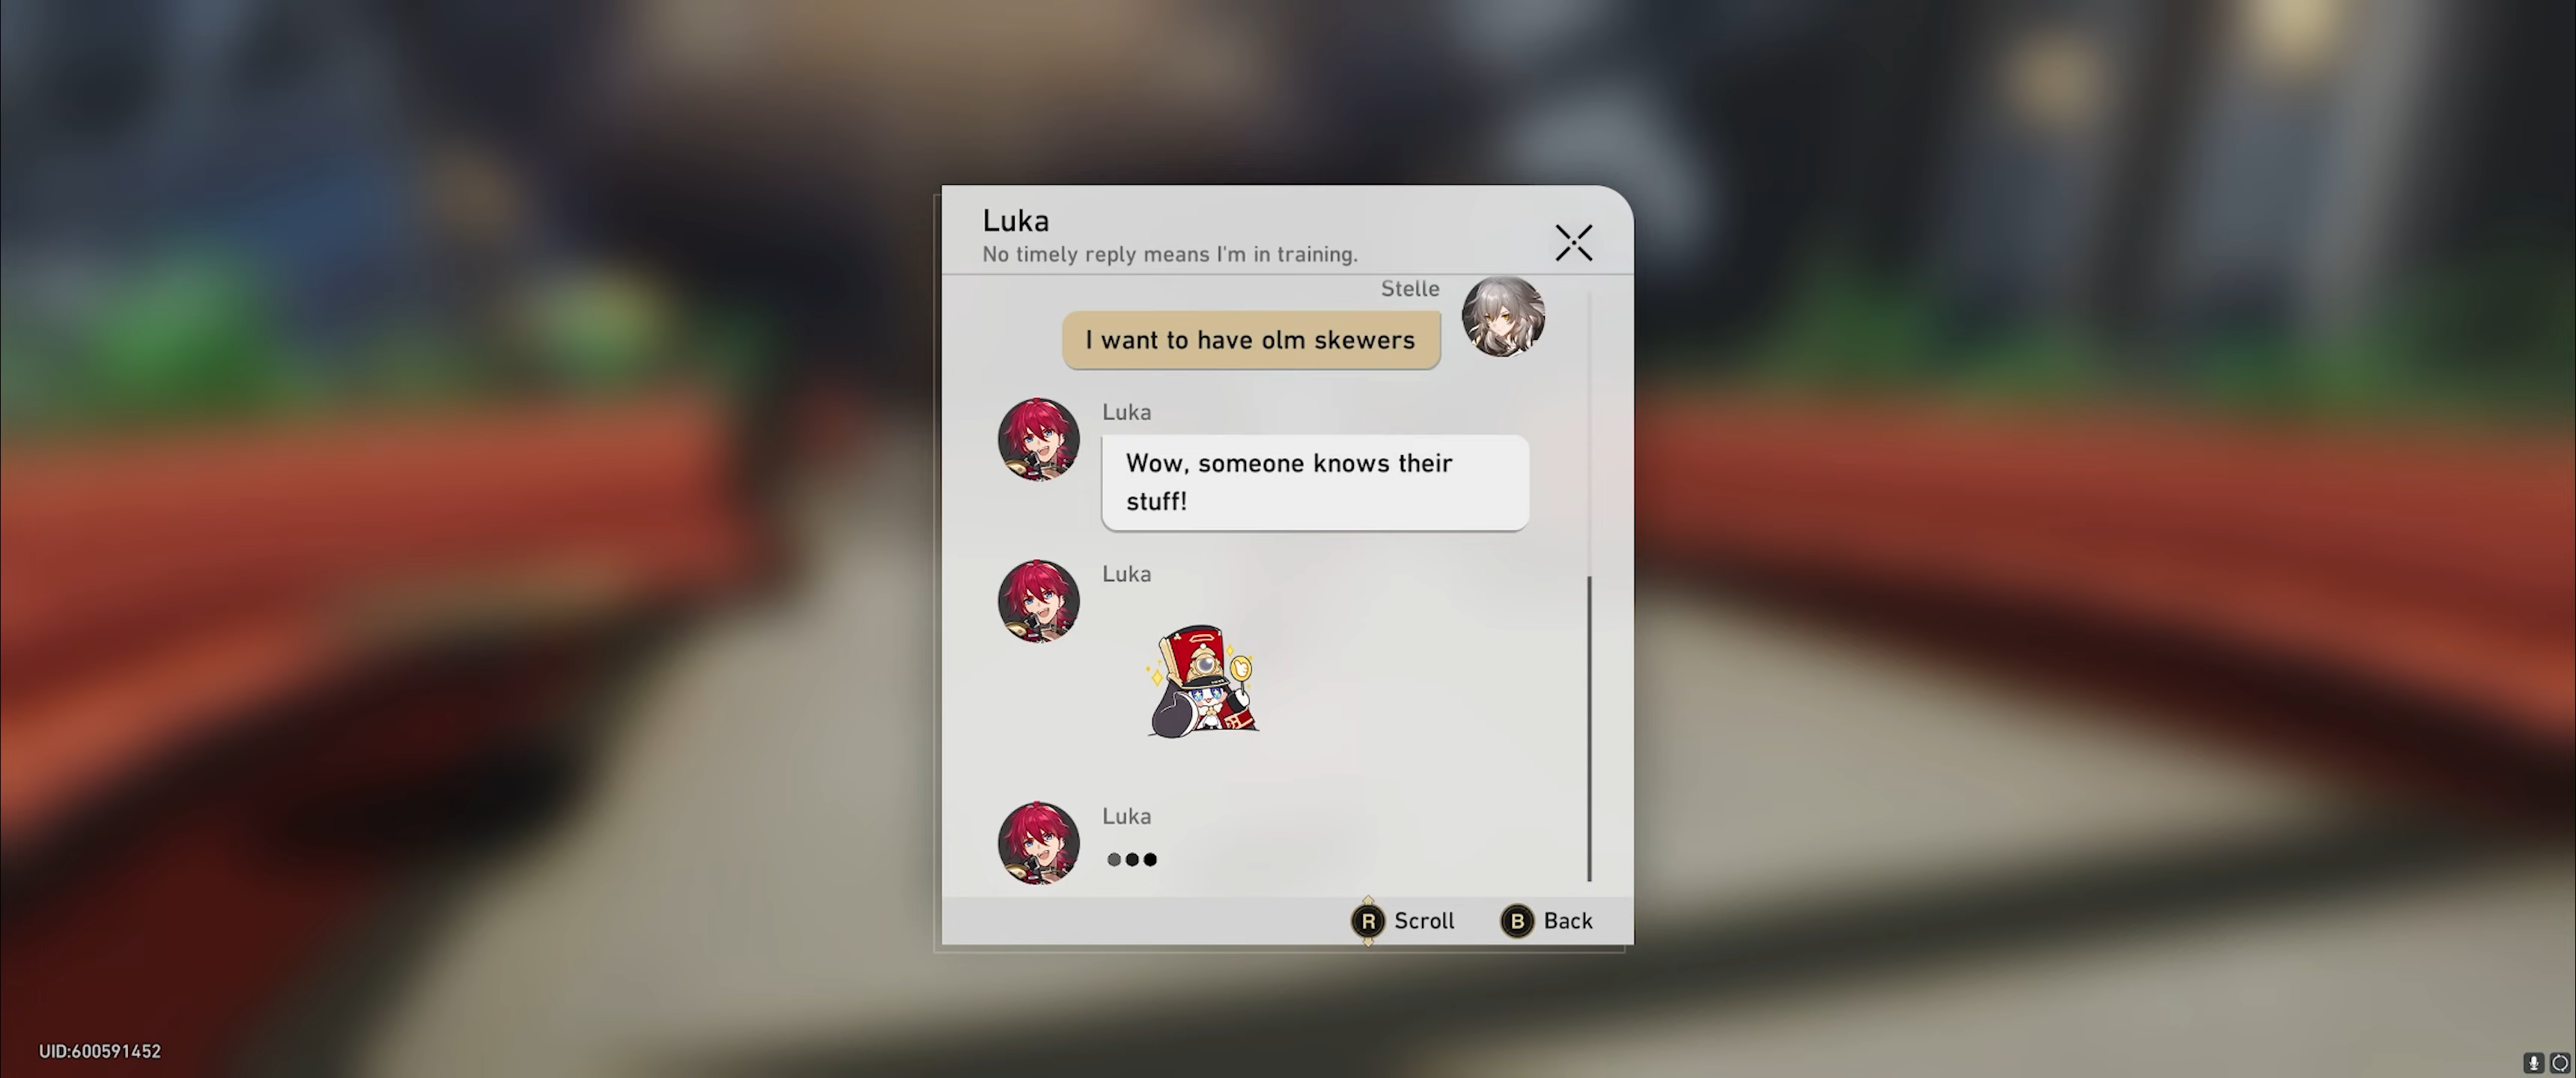 Luka
No timely reply means I'm in training.
Stelle
I want to have olm skewers
Luka
Wow, someone knows their
stuff!
Luka
Luka
R Scroll B Back
UID:600591452